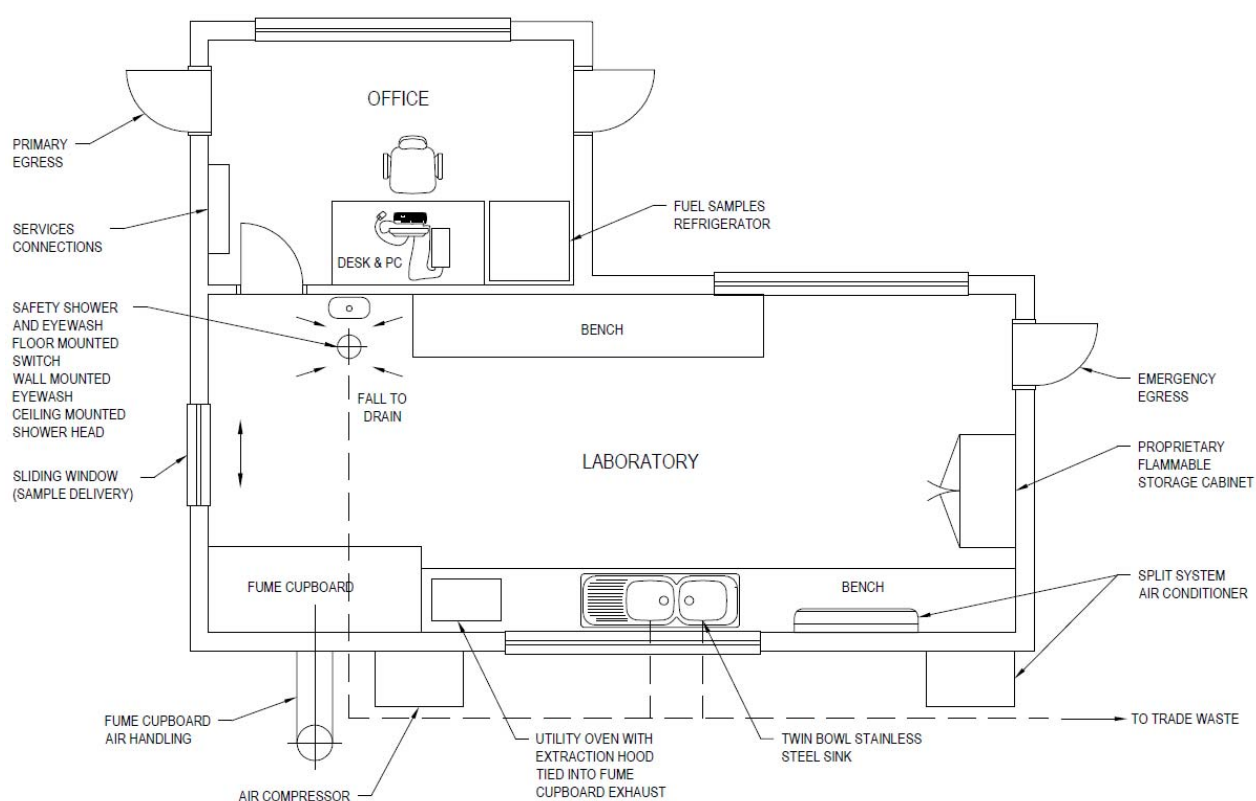 OFFICE
PRIMARY
EGRESS
SERVICES
CONNECTIONS
FUEL SAMPLES
REFRIGERATOR
DESK & PC
SAFETY SHOWER
AND EYEWASH
FLOOR MOUNTED
SWITCH
WALL MOUNTED
EYEWASH
CEILING MOUNTED
SHOWER HEAD
BENCH
FALL TO
DRAIN
EMERGENCY
EGRESS
LABORATORY
SLIDING WINDOW
(SAMPLE DELIVERY)
PROPRIETARY
FLAMMABLE
STORAGE CABINET
FUME CUPBOARD
BENCH
SPLIT SYSTEM
AIR CONDITIONER
FUME CUPBOARD
AIR HANDLING
AIR COMPRESSOR
UTILITY OVEN WITH
EXTRACTION HOOD
TIED INTO FUME
CUPBOARD EXHAUST
TWIN BOWL STAINLESS
STEEL SINK
TO TRADE WASTE